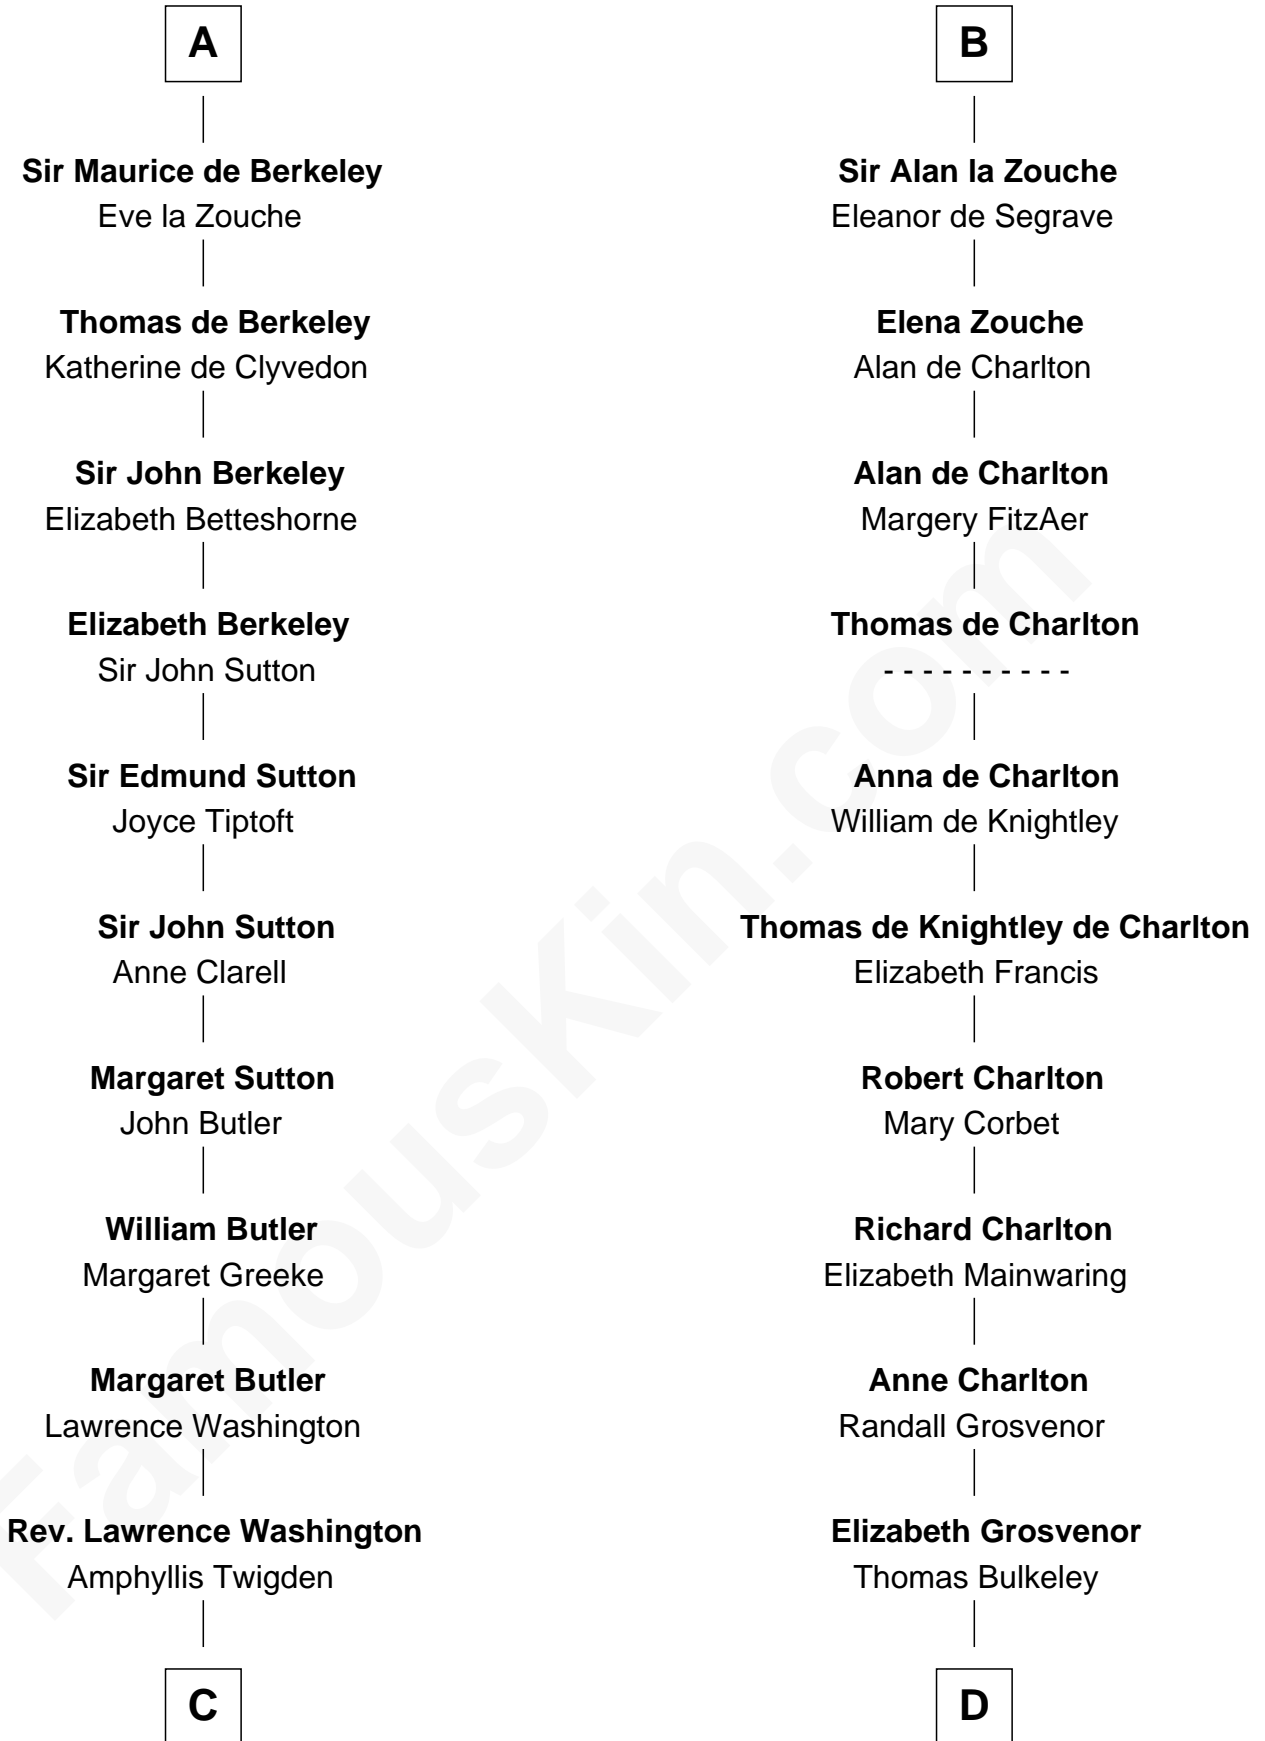 A
Sir Maurice de Berkeley
Eve la Zouche
Thomas de Berkeley
Katherine de Clyvedon
Sir John Berkeley
Elizabeth Betteshorne
Elizabeth Berkeley
Sir John Sutton
Sir Edmund Sutton
Joyce Tiptoft
Sir John Sutton
Anne Clarell
Margaret Sutton
John Butler
William Butler
Margaret Greeke
Margaret Butler
Lawrence Washington
Rev. Lawrence Washington
Amphyllis Twigden
C
B
Sir Alan la Zouche
Eleanor de Segrave
Elena Zouche
Alan de Charlton
Alan de Charlton
Margery FitzAer
Thomas de Charlton
- - - - - - - - - -
Anna de Charlton
William de Knightley
Thomas de Knightley de Charlton
Elizabeth Francis
Robert Charlton
Mary Corbet
Richard Charlton
Elizabeth Mainwaring
Anne Charlton
Randall Grosvenor
Elizabeth Grosvenor
Thomas Bulkeley
D
FamousKin.com